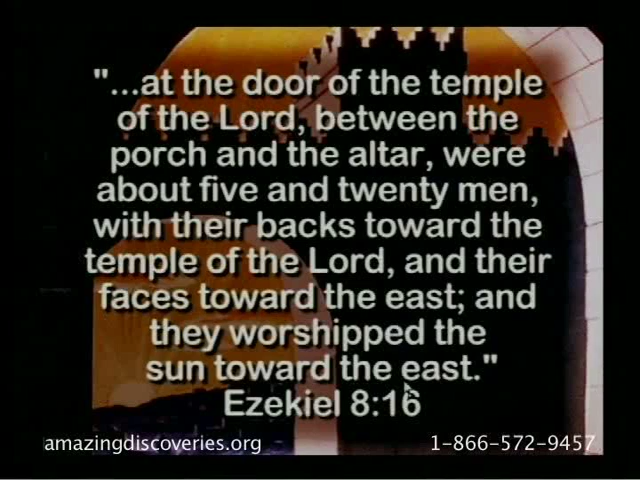 "...at the door of the temple
of the Lord, between the
porch and the altar, were
about five and twenty men,
with their backs toward the
temple of the Lord, and their
faces toward the east; and
they worshipped the
sun toward the east."
Ezekiel 8:16
amazingdiscoveries.org 1-866-572-9457